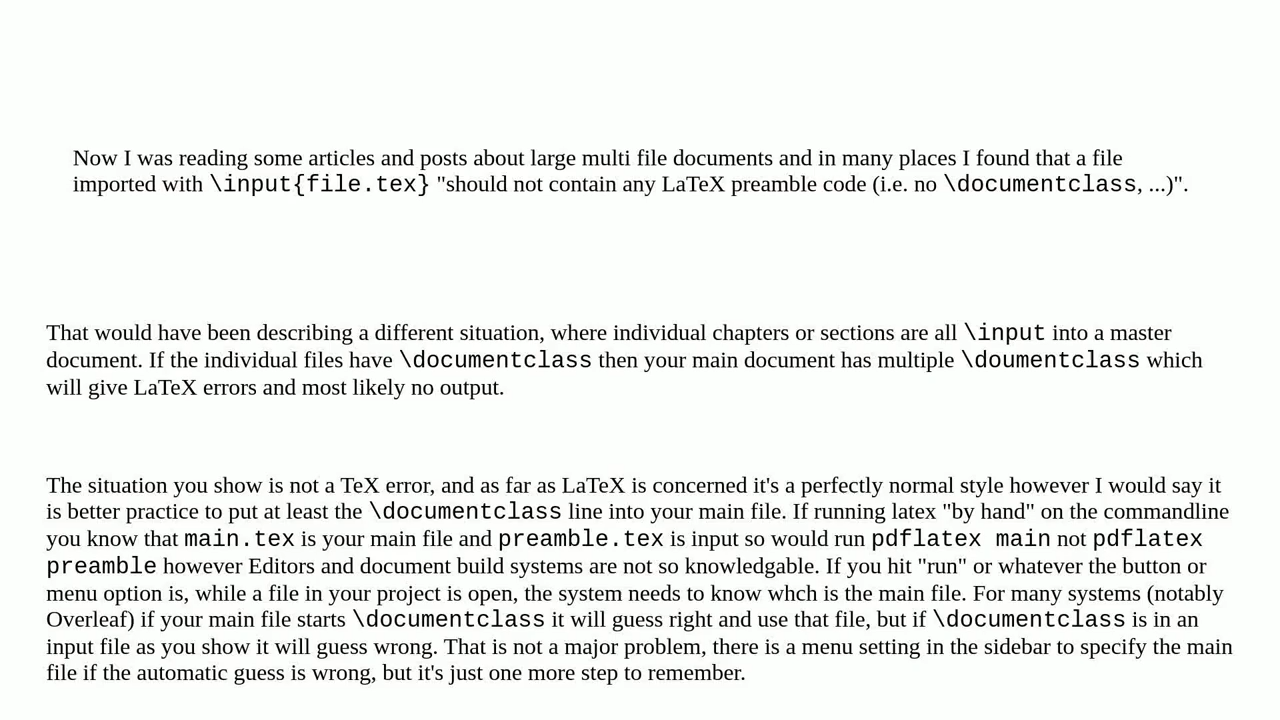 Now I was reading some articles and posts about large multi file documents and in many places I found that a file
imported with \input{file.tex} "should not contain any LaTeX preamble code (i.e. no \documentclass, ...)".
That would have been describing a different situation, where individual chapters or sections are all \input into a master
document. If the individual files have \documentclass then your main document has multiple \doumentclass which
will give LaTeX errors and most likely no output.
The situation you show is not a TeX error, and as far as LaTeX is concerned it's a perfectly normal style however I would say it
is better practice to put at least the \documentclass line into your main file. If running latex "by hand" on the commandline
you know that main.tex is your main file and preamble.tex is input so would run pdflatex main not pdflatex
preamble however Editors and document build systems are not so knowledgable. If you hit "run" or whatever the button or
menu option is, while a file in your project is open, the system needs to know whch is the main file. For many systems (notably
Overleaf) if your main file starts \documentclass it will guess right and use that file, but if \documentclass is in an
input file as you show it will guess wrong. That is not a major problem, there is a menu setting in the sidebar to specify the main
file if the automatic guess is wrong, but it's just one more step to remember.